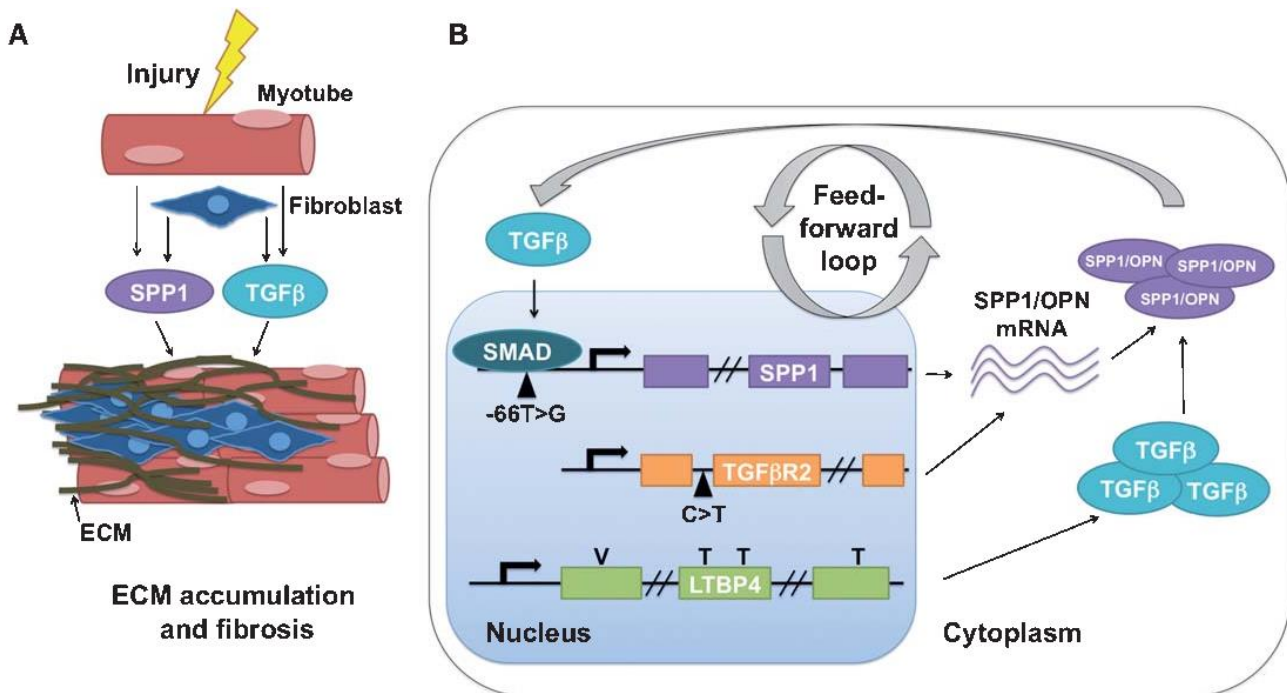 A
Injury
Myotube
Fibroblast
SPP1
TGFβ
ECM
ECM accumulation
and fibrosis
B
Feed-
forward
loop
TGFβ
SPP1/OPN
SPP1/OPN
SPP1/OPN
SPP1/OPN
mRNA
SMAD
SPP1
-66T>G
TGFβR2
C>T
TGFβ
TGFβ
TGFβ
V
T
T
T
LTBP4
Nucleus
Cytoplasm